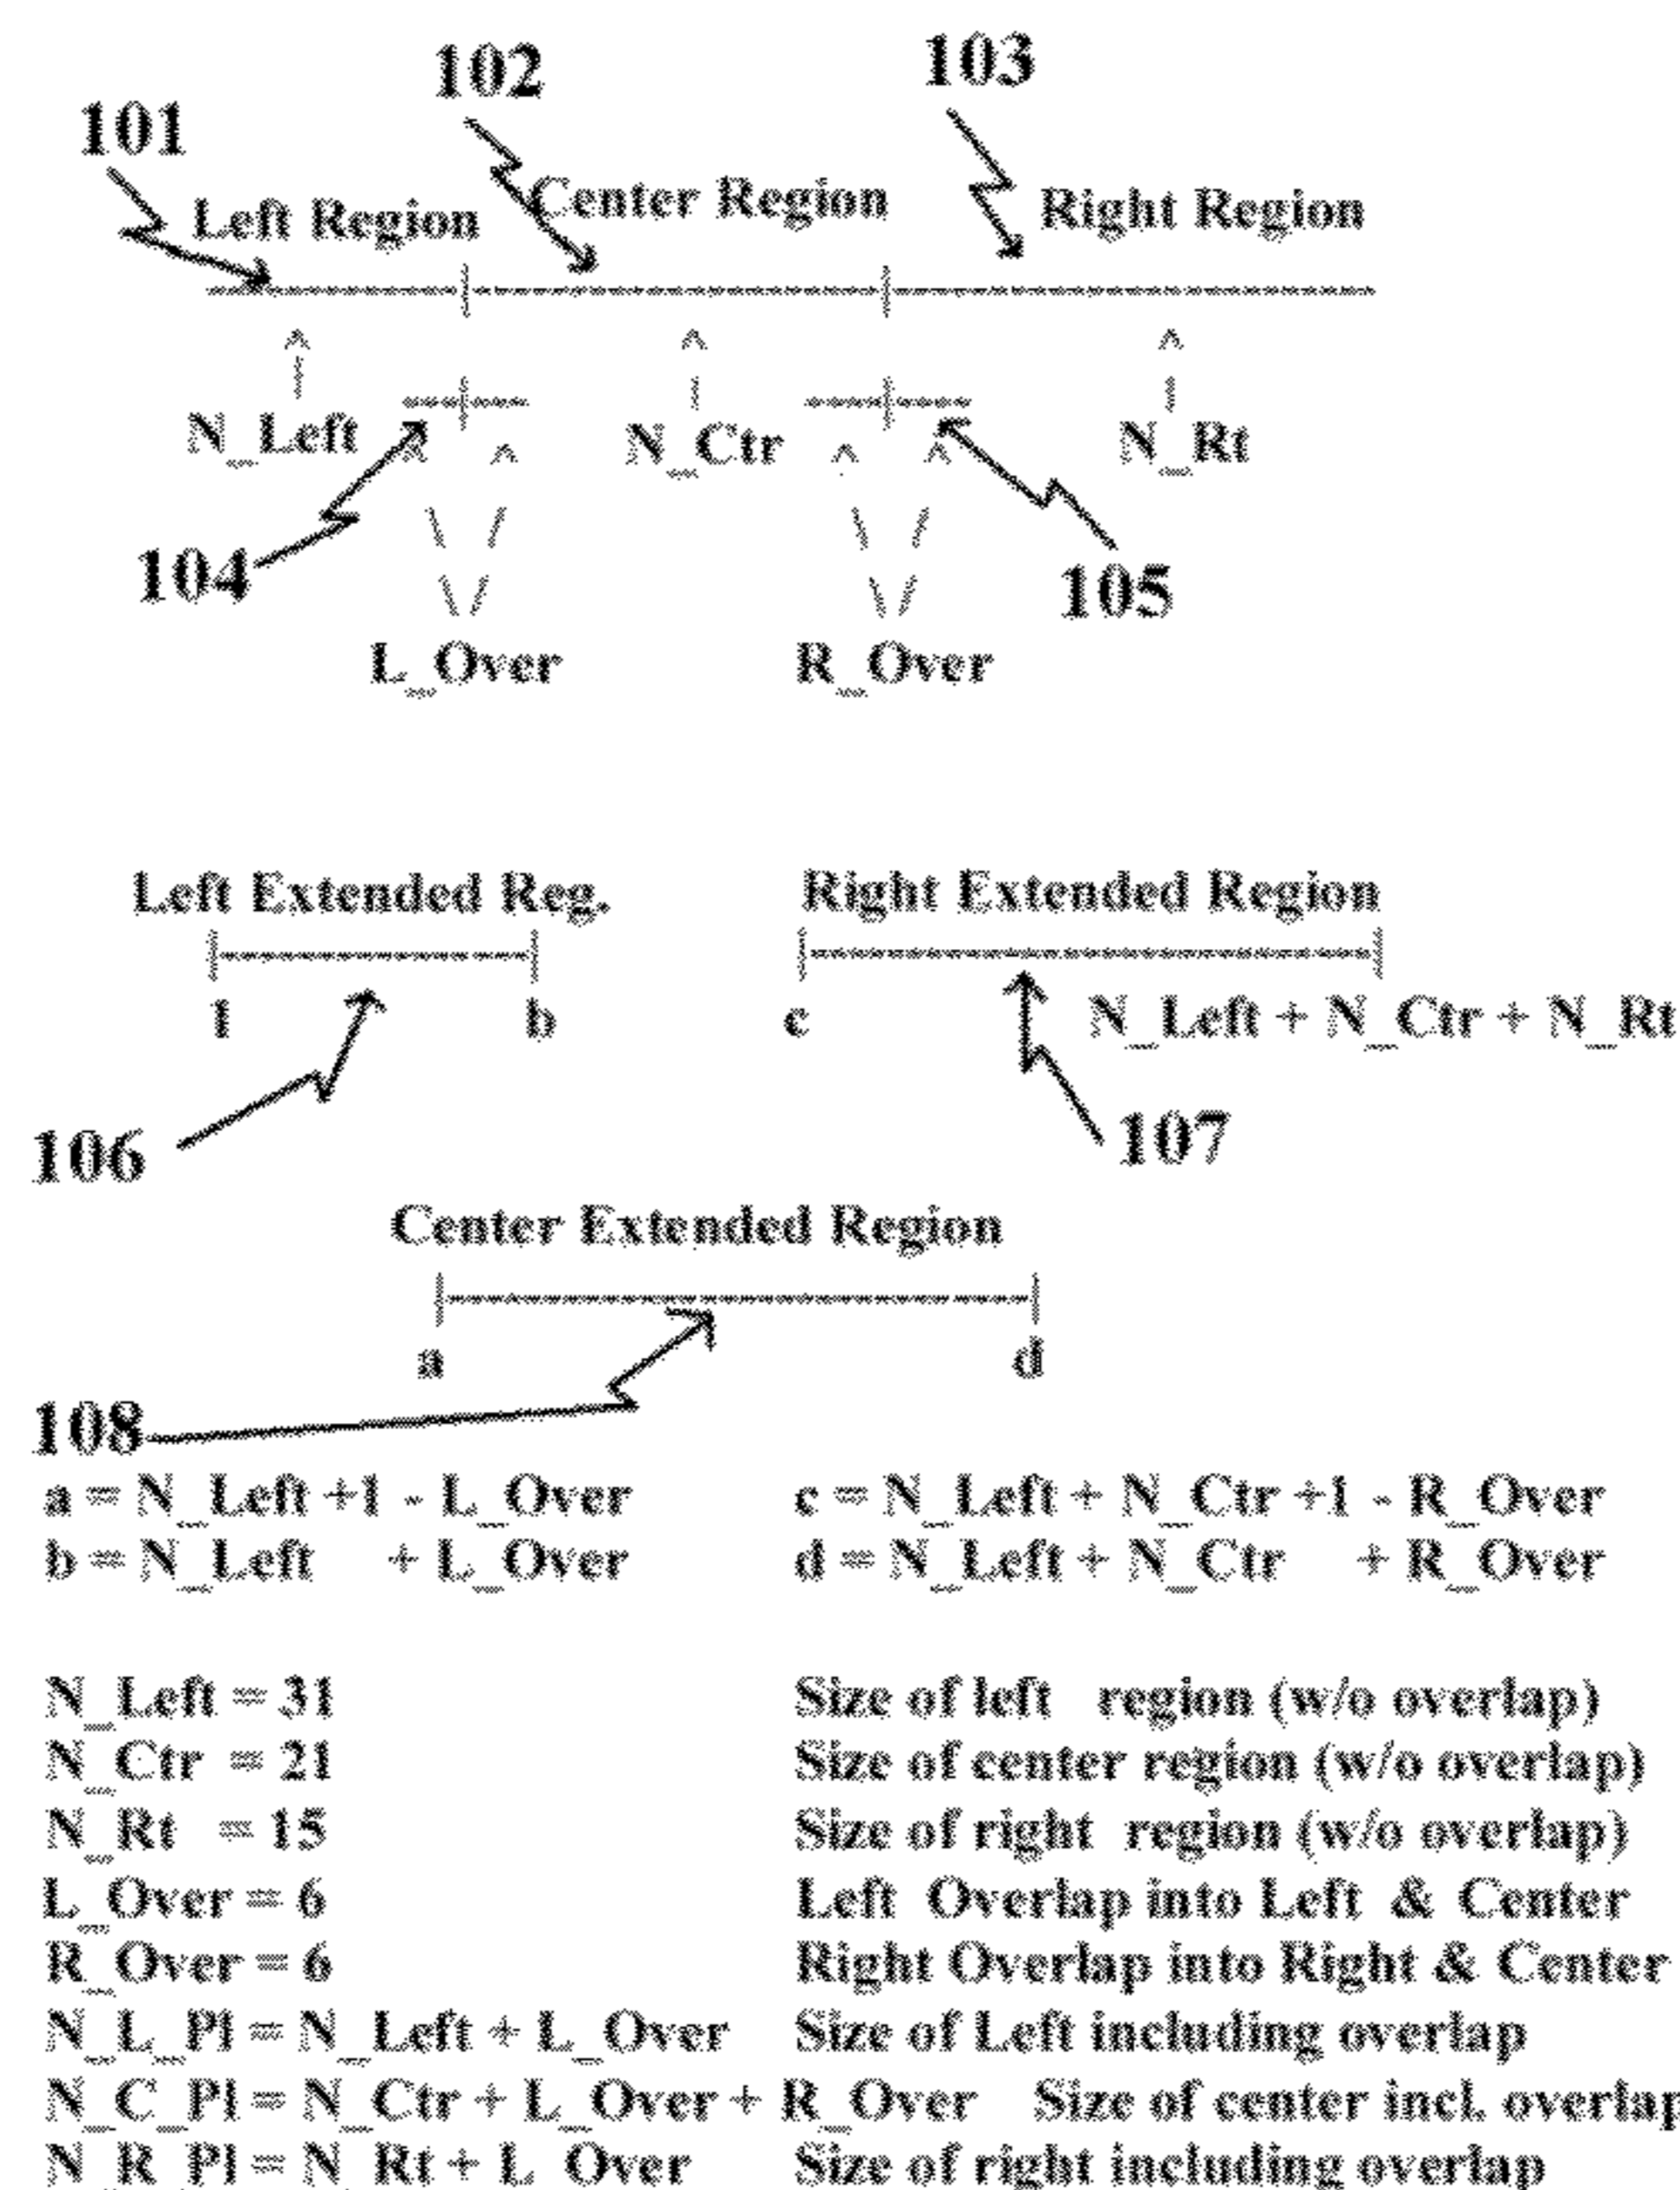 103
102
101
Center Region
Left Region
Right Region
N_Left
N_Ctr
N_Rt
104
105
L_Over
R_Over
Left Extended Reg.
Right Extended Region
1
b
c
N_Left + N_Ctr + N_Rt
106
107
Center Extended Region
a
d
108
a = N_Left +1 - L_Over
c = N_Left + N_Ctr +1 - R_Over
b = N_Left + L_Over
d = N_Left + N_Ctr + R_Over
N_Left = 31 Size of left region (w/o overlap)
N_Ctr = 21 Size of center region (w/o overlap)
N_Rt = 15 Size of right region (w/o overlap)
L_Over = 6 Left Overlap into Left & Center
R_Over = 6 Right Overlap into Right & Center
N_L_Pl = N_Left + L_Over Size of Left including overlap
N_C_Pl = N_Ctr + L_Over + R_Over Size of center incl. overlap
N_R_Pl = N_Rt + L_Over Size of right including overlap